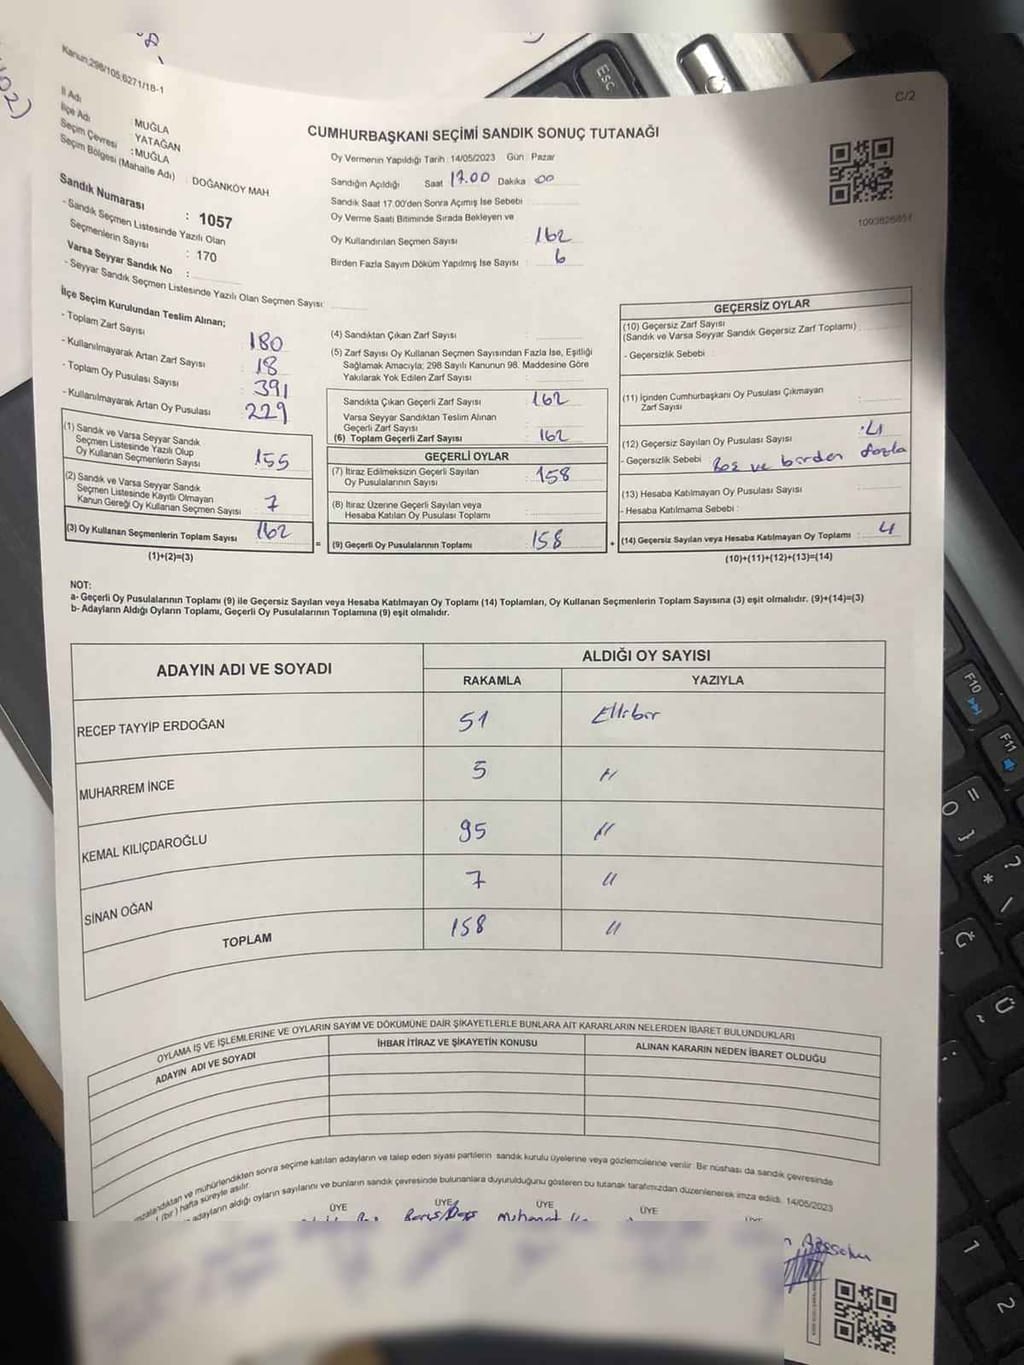 Kanun;298/105,6271/18-1
C/2
İl Adı : MUĞLA
İlçe Adı : YATAĞAN
Seçim Çevresi : MUĞLA
Seçim Bölgesi (Mahalle Adı) : DOĞANKÖY MAH
Sandık Numarası : 1057
- Sandık Seçmen Listesinde Yazılı Olan
Seçmenlerin Sayısı : 170
Varsa Seyyar Sandık No :
- Seyyar Sandık Seçmen Listesinde Yazılı Olan Seçmen Sayısı:
CUMHURBAŞKANI SEÇİMİ SANDIK SONUÇ TUTANAĞI
Oy Vermenin Yapıldığı Tarih : 14/05/2023 Gün : Pazar
Sandığın Açıldığı Saat 17.00 Dakika 00
Sandık Saat 17.00'den Sonra Açımış İse Sebebi
Oy Verme Saati Bitiminde Sırada Bekleyen ve
Oy Kullandırılan Seçmen Sayısı 162
Birden Fazla Sayım Döküm Yapılmış İse Sayısı : 6
İlçe Seçim Kurulundan Teslim Alınan;
- Toplam Zarf Sayısı 180
- Kullanılmayarak Artan Zarf Sayısı 18
- Toplam Oy Pusulası Sayısı 391
- Kullanılmayarak Artan Oy Pusulası 229
(1) Sandık ve Varsa Seyyar Sandık
Seçmen Listesinde Yazılı Olup
Oy Kullanan Seçmenlerin Sayısı 155
(2) Sandık ve Varsa Seyyar Sandık
Seçmen Listesinde Kayıtlı Olmayan
Kanun Gereği Oy Kullanan Seçmen Sayısı 7
(3) Oy Kullanan Seçmenlerin Toplam Sayısı 162
(1)+(2)=(3)
(4) Sandıktan Çıkan Zarf Sayısı
(5) Zarf Sayısı Oy Kullanan Seçmen Sayısından Fazla İse, Eşitliği
Sağlamak Amacıyla; 298 Sayılı Kanunun 98. Maddesine Göre
Yakılarak Yok Edilen Zarf Sayısı
Sandıkta Çıkan Geçerli Zarf Sayısı 162
Varsa Seyyar Sandıktan Teslim Alınan
Geçerli Zarf Sayısı
(6) Toplam Geçerli Zarf Sayısı 162
GEÇERLİ OYLAR
(7) İtiraz Edilmeksizin Geçerli Sayılan
Oy Pusulalarının Sayısı 158
(8) İtiraz Üzerine Geçerli Sayılan veya
Hesaba Katılan Oy Pusulası Toplamı
= (9) Geçerli Oy Pusulalarının Toplamı 158 +
1093826851
GEÇERSİZ OYLAR
(10) Geçersiz Zarf Sayısı
(Sandık ve Varsa Seyyar Sandık Geçersiz Zarf Toplamı)
- Geçersizlik Sebebi
(11) İçinden Cumhurbaşkanı Oy Pusulası Çıkmayan
Zarf Sayısı
(12) Geçersiz Sayılan Oy Pusulası Sayısı : 4
- Geçersizlik Sebebi Boş ve birden fazla
(13) Hesaba Katılmayan Oy Pusulası Sayısı
- Hesaba Katılmama Sebebi :
(14) Geçersiz Sayılan veya Hesaba Katılmayan Oy Toplamı : 4
(10)+(11)+(12)+(13)=(14)
NOT:
a- Geçerli Oy Pusulalarının Toplamı (9) ile Geçersiz Sayılan veya Hesaba Katılmayan Oy Toplamı (14) Toplamları, Oy Kullanan Seçmenlerin Toplam Sayısına (3) eşit olmalıdır. (9)+(14)=(3)
b- Adayların Aldığı Oyların Toplamı, Geçerli Oy Pusulalarının Toplamına (9) eşit olmalıdır.
ADAYIN ADI VE SOYADI
ALDIĞI OY SAYISI
RAKAMLA YAZIYLA
RECEP TAYYİP ERDOĞAN 51 Ellibir
MUHARREM İNCE 5 "
KEMAL KILIÇDAROĞLU 95 "
SİNAN OĞAN 7 "
TOPLAM 158 "
OYLAMA İŞ VE İŞLEMLERİNE VE OYLARIN SAYIM VE DÖKÜMÜNE DAİR ŞİKAYETLERLE BUNLARA AİT KARARLARIN NELERDEN İBARET BULUNDUKLARI
ADAYIN ADI VE SOYADI İHBAR İTİRAZ VE ŞİKAYETİN KONUSU ALINAN KARARIN NEDEN İBARET OLDUĞU
mzalandıktan ve mühürlendikten sonra seçime katılan adayların ve talep eden siyasi partilerin sandık kurulu üyelerine veya gözlemcilerine verilir. Bir nüshası da sandık çevresinde
1 (bir) hafta süreyle asılır.
adayların aldığı oyların sayılarını ve bunların sandık çevresinde bulunanlara duyurulduğunu gösteren bu tutanak tarafımızdan düzenlenerek imza edildi. 14/05/2023
ÜYE ÜYE ÜYE ÜYE ÜYE
ESC
F10
F11
Ğ
Ü
1
2